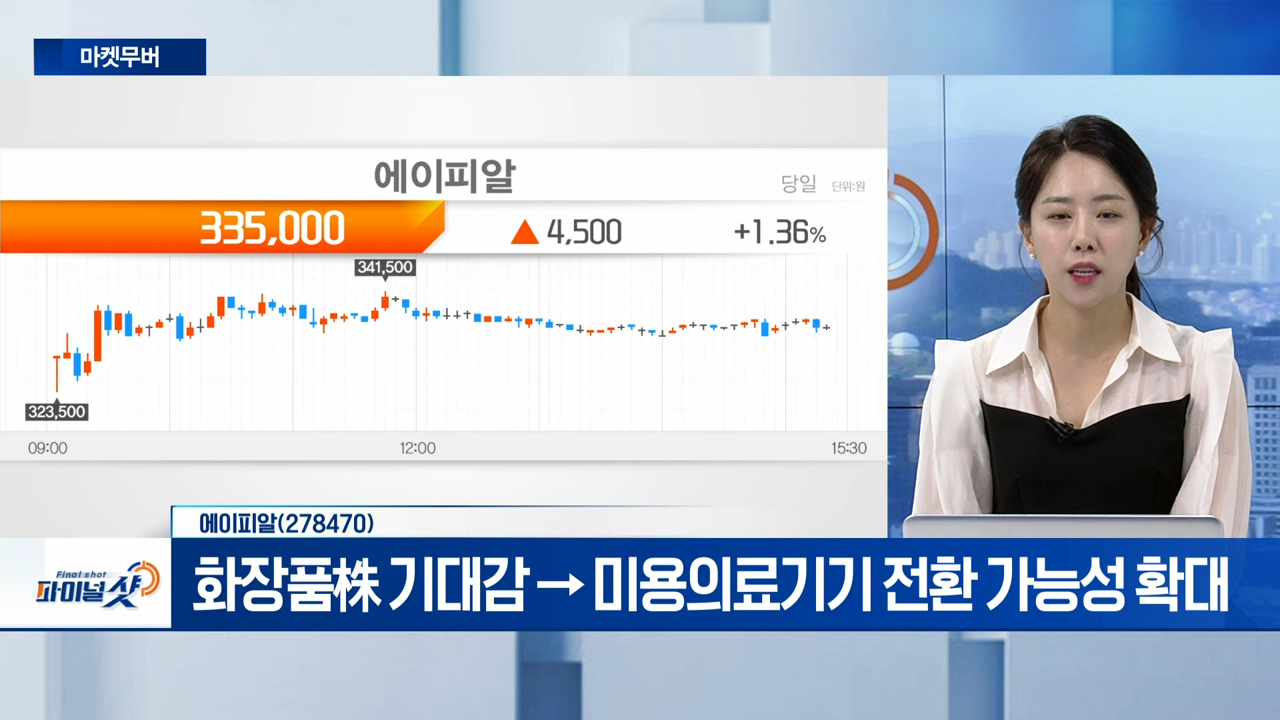 마켓무버
에이피알
당일 단위:원
335,000 ▲ 4,500 +1.36%
341,500
323,500
09:00 12:00 15:30
에이피알(278470)
Final shot
파이널샷
화장품株 기대감→미용의료기기 전환 가능성 확대